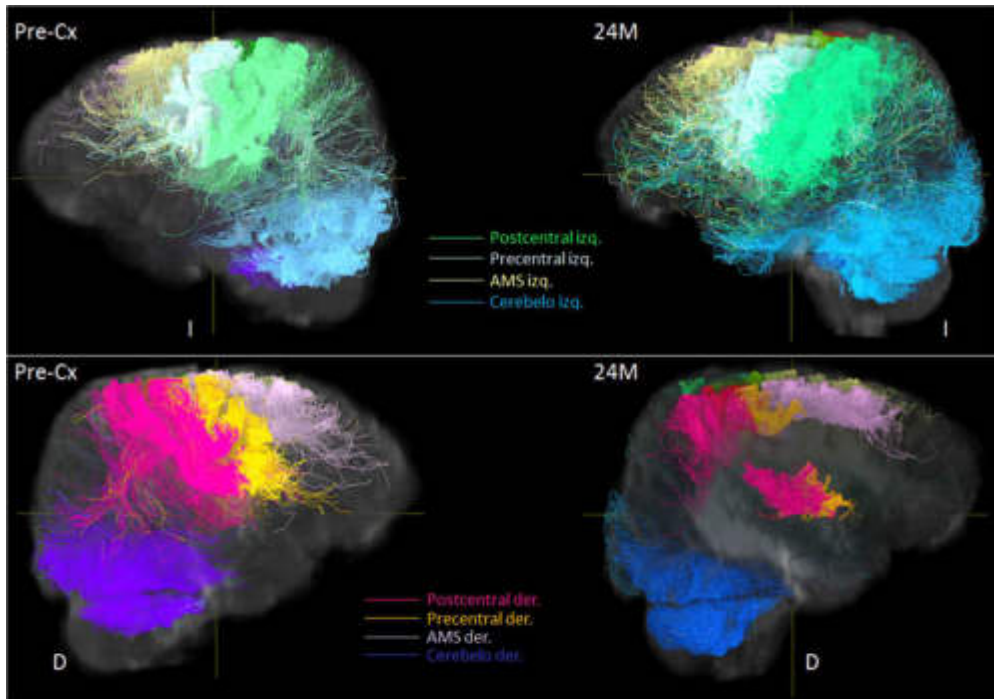 Pre-Cx
24M
Postcentral izq.
Precentral izq.
AMS izq.
Cerebelo izq.
I
I
Pre-Cx
24M
Postcentral der.
Precentral der.
AMS der.
Cerebelo der.
D
D